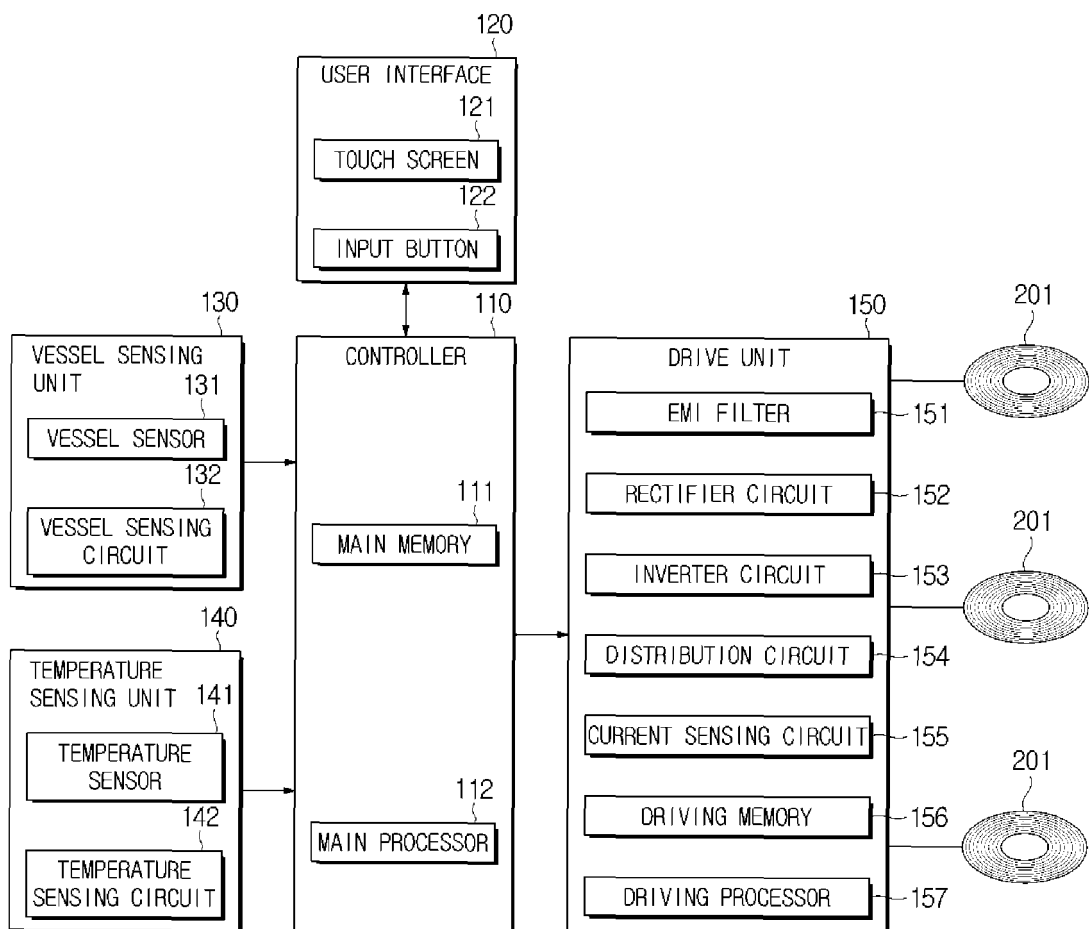 120
USER INTERFACE
121
TOUCH SCREEN
122
INPUT BUTTON
130
VESSEL SENSING
UNIT
131
VESSEL SENSOR
132
VESSEL SENSING
CIRCUIT
140
TEMPERATURE
SENSING UNIT
141
TEMPERATURE
SENSOR
142
TEMPERATURE
SENSING CIRCUIT
110
CONTROLLER
111
MAIN MEMORY
112
MAIN PROCESSOR
150
DRIVE UNIT
EMI FILTER
151
RECTIFIER CIRCUIT
152
INVERTER CIRCUIT
153
DISTRIBUTION CIRCUIT
154
CURRENT SENSING CIRCUIT
155
DRIVING MEMORY
156
DRIVING PROCESSOR
157
201
201
201